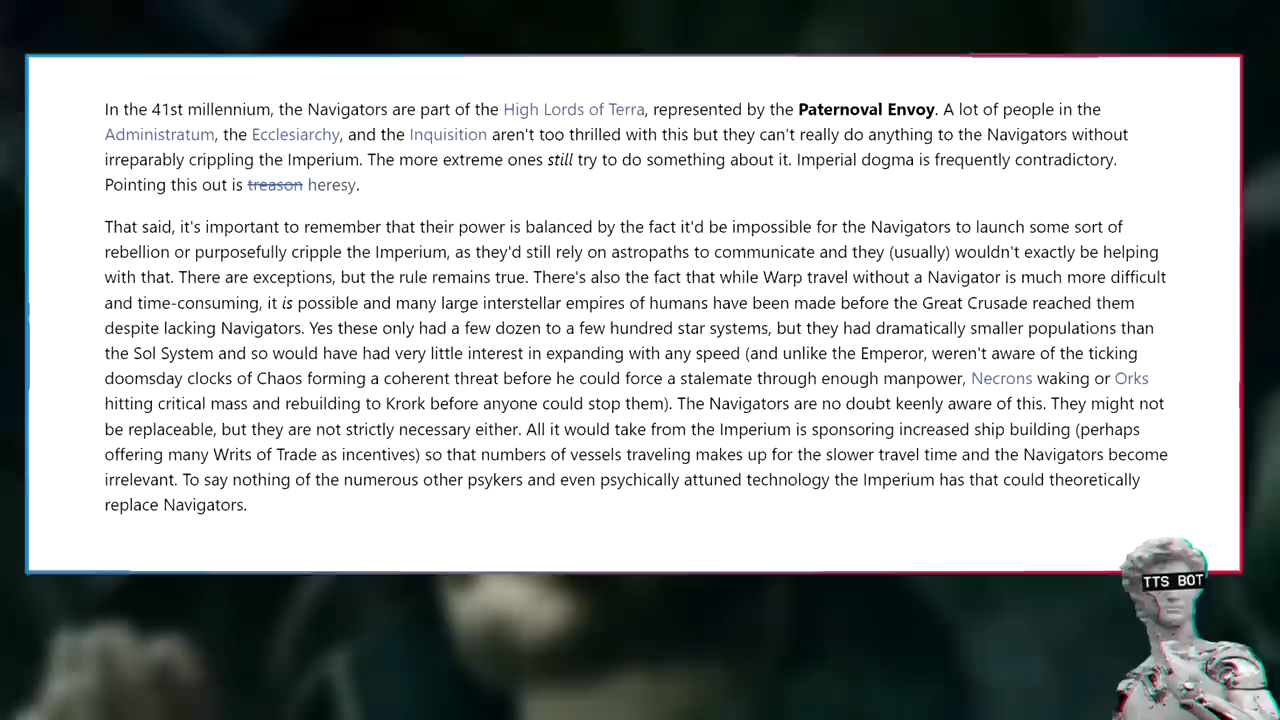 In the 41st millennium, the Navigators are part of the High Lords of Terra, represented by the Paternoval Envoy. A lot of people in the
Administratum, the Ecclesiarchy, and the Inquisition aren't too thrilled with this but they can't really do anything to the Navigators without
irreparably crippling the Imperium. The more extreme ones still try to do something about it. Imperial dogma is frequently contradictory.
Pointing this out is treason heresy.
That said, it's important to remember that their power is balanced by the fact it'd be impossible for the Navigators to launch some sort of
rebellion or purposefully cripple the Imperium, as they'd still rely on astropaths to communicate and they (usually) wouldn't exactly be helping
with that. There are exceptions, but the rule remains true. There's also the fact that while Warp travel without a Navigator is much more difficult
and time-consuming, it is possible and many large interstellar empires of humans have been made before the Great Crusade reached them
despite lacking Navigators. Yes these only had a few dozen to a few hundred star systems, but they had dramatically smaller populations than
the Sol System and so would have had very little interest in expanding with any speed (and unlike the Emperor, weren't aware of the ticking
doomsday clocks of Chaos forming a coherent threat before he could force a stalemate through enough manpower, Necrons waking or Orks
hitting critical mass and rebuilding to Krork before anyone could stop them). The Navigators are no doubt keenly aware of this. They might not
be replaceable, but they are not strictly necessary either. All it would take from the Imperium is sponsoring increased ship building (perhaps
offering many Writs of Trade as incentives) so that numbers of vessels traveling makes up for the slower travel time and the Navigators become
irrelevant. To say nothing of the numerous other psykers and even psychically attuned technology the Imperium has that could theoretically
replace Navigators.
TTS BOT